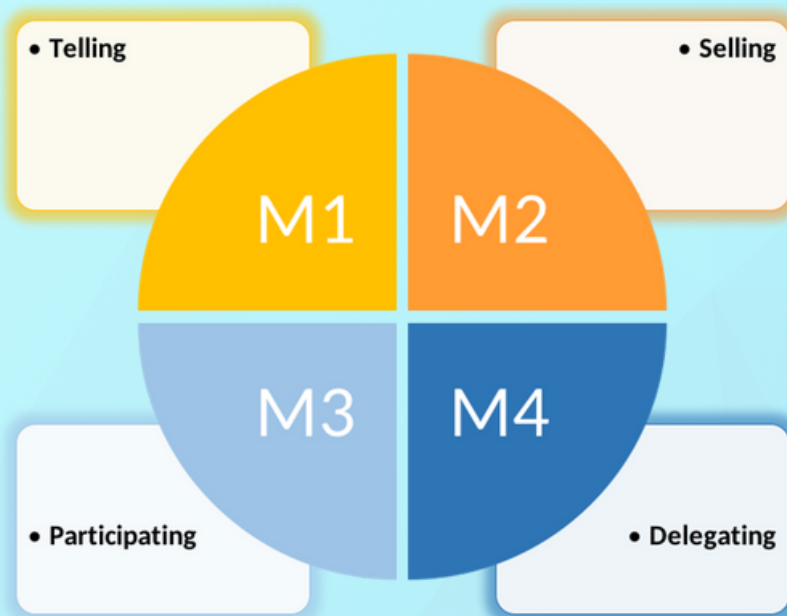 • Telling
• Selling
M1
M2
M3
M4
• Participating
• Delegating